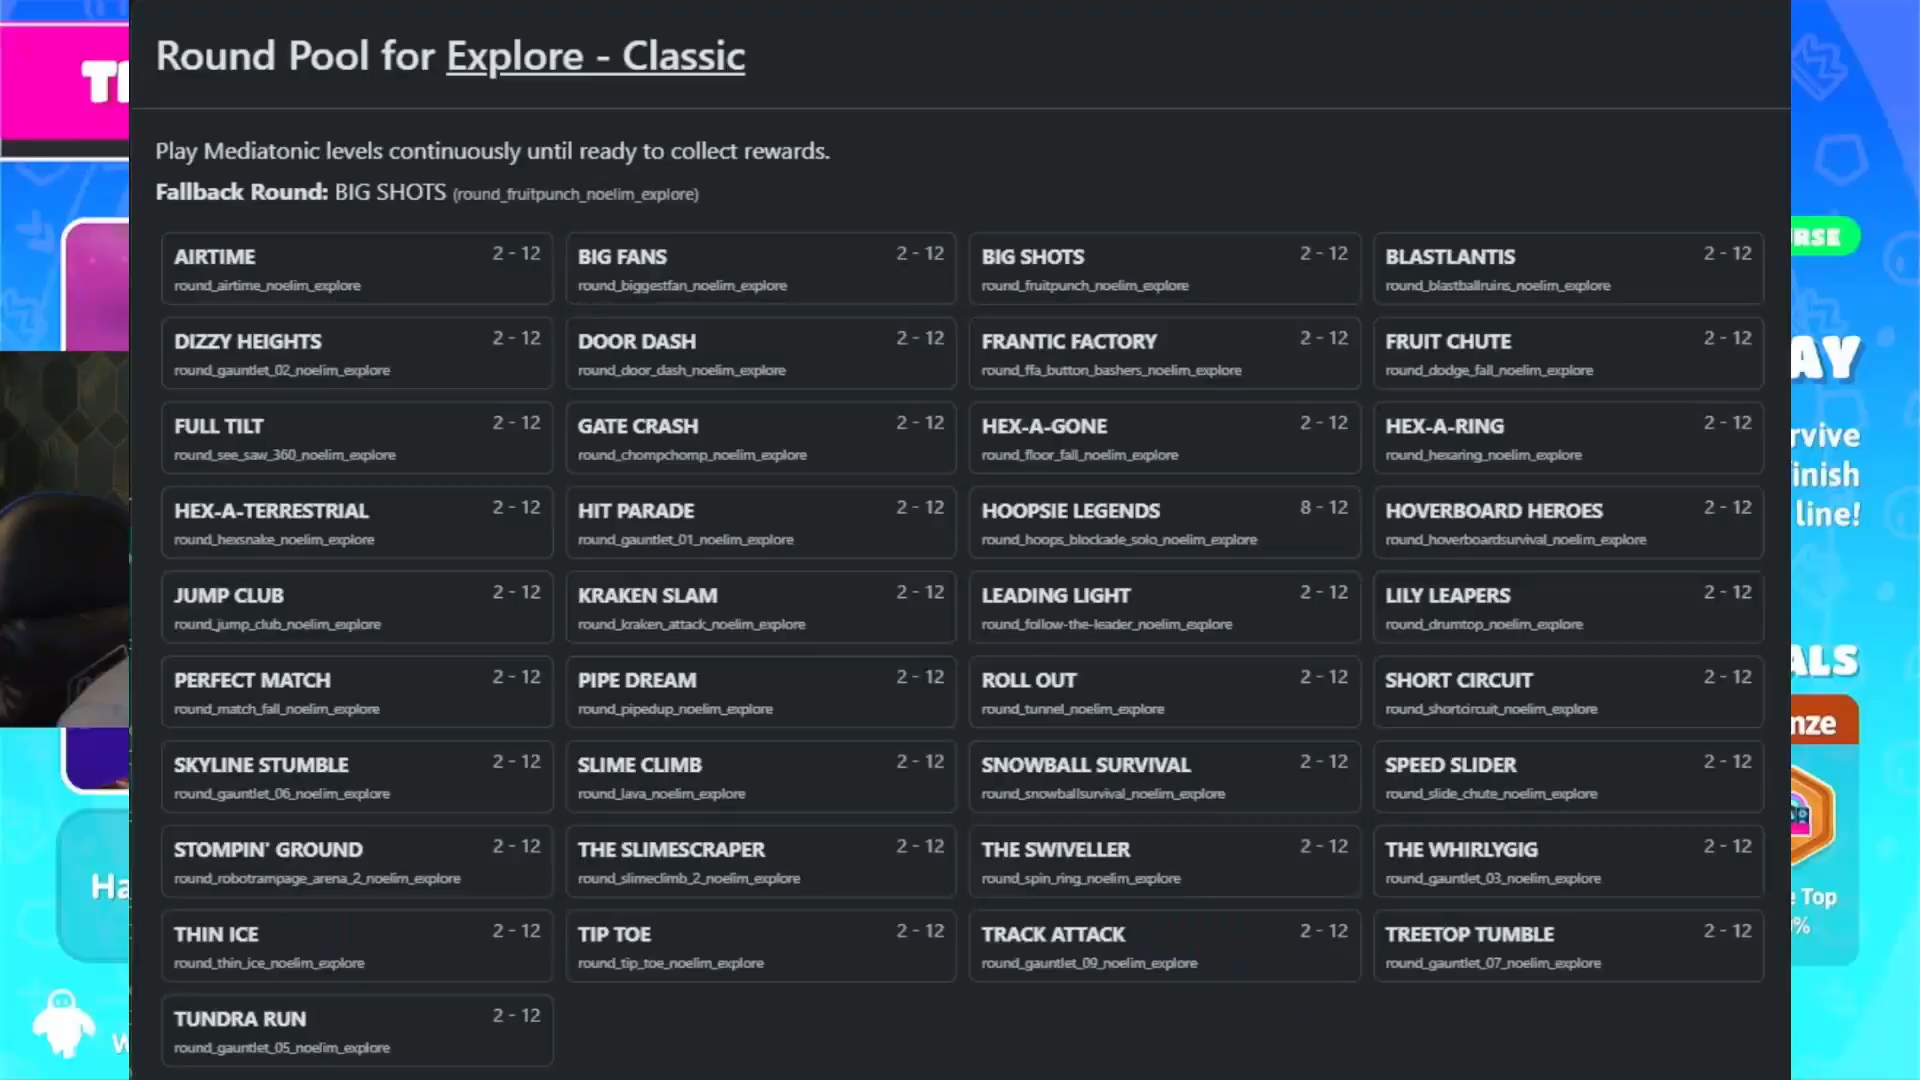 Round Pool for Explore - Classic
Play Mediatonic levels continuously until ready to collect rewards.
Fallback Round: BIG SHOTS (round_fruitpunch_noelim_explore)
AIRTIME 2 - 12
round_airtime_noelim_explore
BIG FANS 2 - 12
round_biggestfan_noelim_explore
BIG SHOTS 2 - 12
round_fruitpunch_noelim_explore
BLASTLANTIS 2 - 12
round_blastballruins_noelim_explore
DIZZY HEIGHTS 2 - 12
round_gauntlet_02_noelim_explore
DOOR DASH 2 - 12
round_door_dash_noelim_explore
FRANTIC FACTORY 2 - 12
round_ffa_button_bashers_noelim_explore
FRUIT CHUTE 2 - 12
round_dodge_fall_noelim_explore
FULL TILT 2 - 12
round_see_saw_360_noelim_explore
GATE CRASH 2 - 12
round_chompchomp_noelim_explore
HEX-A-GONE 2 - 12
round_floor_fall_noelim_explore
HEX-A-RING 2 - 12
round_hexaring_noelim_explore
HEX-A-TERRESTRIAL 2 - 12
round_hexsnake_noelim_explore
HIT PARADE 2 - 12
round_gauntlet_01_noelim_explore
HOOPSIE LEGENDS 8 - 12
round_hoops_blockade_solo_noelim_explore
HOVERBOARD HEROES 2 - 12
round_hoverboardsurvival_noelim_explore
JUMP CLUB 2 - 12
round_jump_club_noelim_explore
KRAKEN SLAM 2 - 12
round_kraken_attack_noelim_explore
LEADING LIGHT 2 - 12
round_follow-the-leader_noelim_explore
LILY LEAPERS 2 - 12
round_drumtop_noelim_explore
PERFECT MATCH 2 - 12
round_match_fall_noelim_explore
PIPE DREAM 2 - 12
round_pipedup_noelim_explore
ROLL OUT 2 - 12
round_tunnel_noelim_explore
SHORT CIRCUIT 2 - 12
round_shortcircuit_noelim_explore
SKYLINE STUMBLE 2 - 12
round_gauntlet_06_noelim_explore
SLIME CLIMB 2 - 12
round_lava_noelim_explore
SNOWBALL SURVIVAL 2 - 12
round_snowballsurvival_noelim_explore
SPEED SLIDER 2 - 12
round_slide_chute_noelim_explore
STOMPIN' GROUND 2 - 12
round_robotrampage_arena_2_noelim_explore
THE SLIMESCRAPER 2 - 12
round_slimeclimb_2_noelim_explore
THE SWIVELLER 2 - 12
round_spin_ring_noelim_explore
THE WHIRLYGIG 2 - 12
round_gauntlet_03_noelim_explore
THIN ICE 2 - 12
round_thin_ice_noelim_explore
TIP TOE 2 - 12
round_tip_toe_noelim_explore
TRACK ATTACK 2 - 12
round_gauntlet_09_noelim_explore
TREETOP TUMBLE 2 - 12
round_gauntlet_07_noelim_explore
TUNDRA RUN 2 - 12
round_gauntlet_05_noelim_explore
RSE
AY
rvive
inish
line!
ALS
nze
Top
%
Ha